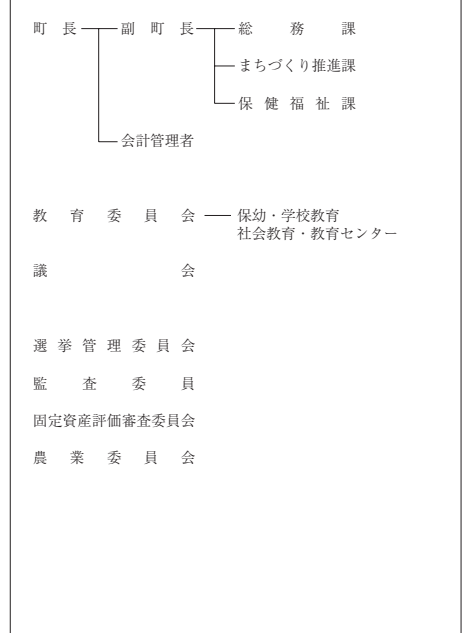 町長 副町長 総務課
まちづくり推進課
保健福祉課
会計管理者
教育委員会 保幼・学校教育
社会教育・教育センター
議会
選挙管理委員会
監査委員
固定資産評価審査委員会
農業委員会